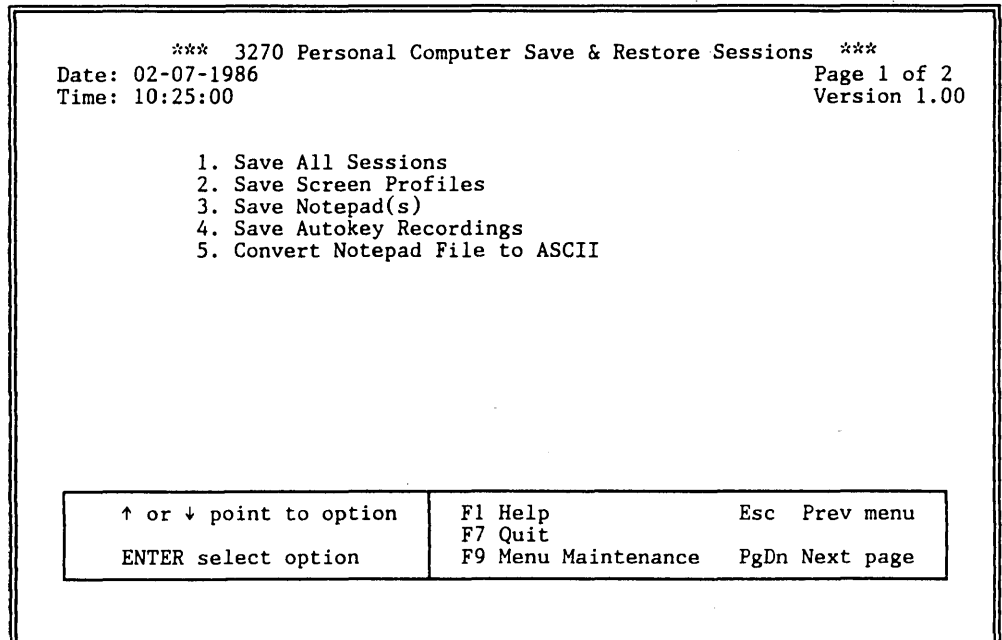 *** 3270 Personal Computer Save & Restore Sessions ***
Date: 02-07-1986 Page 1 of 2
Time: 10:25:00 Version 1.00
1. Save All Sessions
2. Save Screen Profiles
3. Save Notepad(s)
4. Save Autokey Recordings
5. Convert Notepad File to ASCII
↑ or ↓ point to option F1 Help Esc Prev menu
F7 Quit
ENTER select option F9 Menu Maintenance PgDn Next page